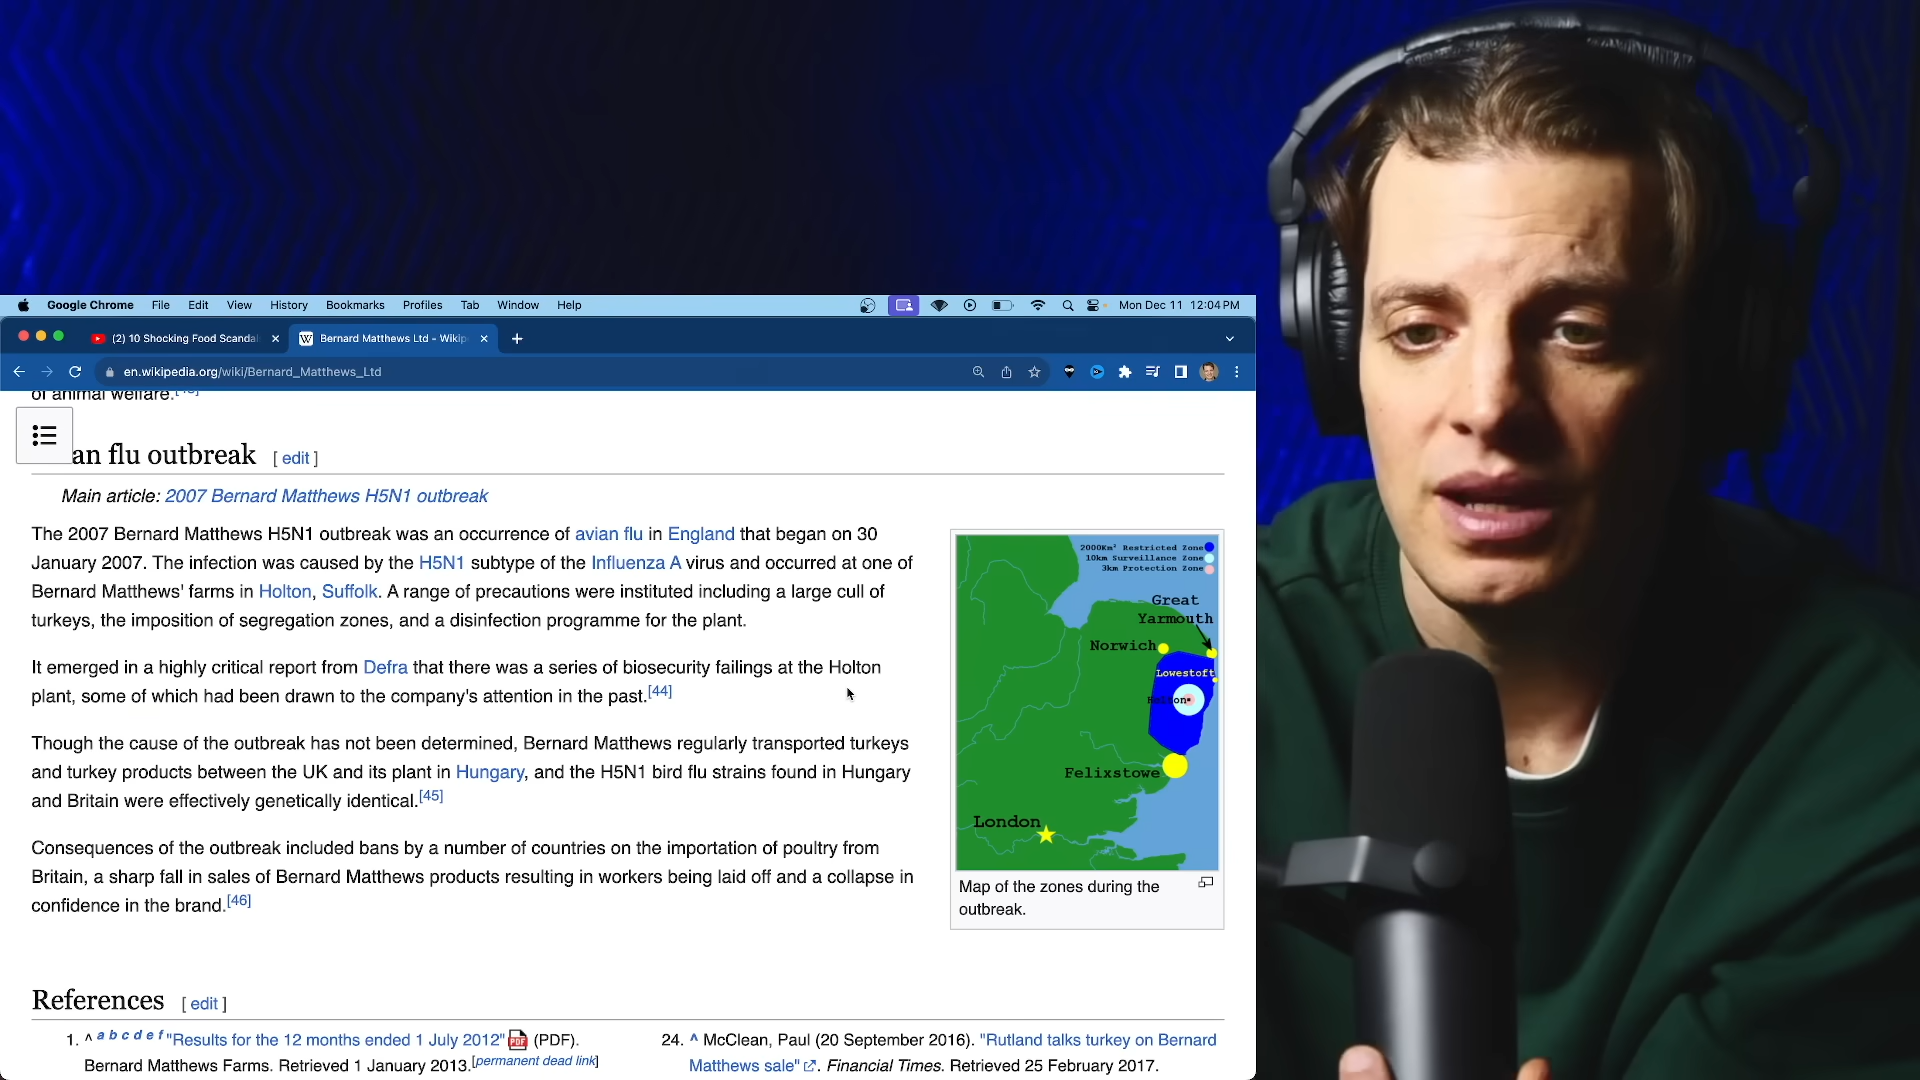 Google Chrome File Edit View History Bookmarks Profiles Tab Window Help Mon Dec 11 12:04 PM
(2) 10 Shocking Food Scandal
Bernard Matthews Ltd - Wikip
en.wikipedia.org/wiki/Bernard_Matthews_Ltd
of animal welfare.
an flu outbreak [ edit ]
Main article: 2007 Bernard Matthews H5N1 outbreak
The 2007 Bernard Matthews H5N1 outbreak was an occurrence of avian flu in England that began on 30
January 2007. The infection was caused by the H5N1 subtype of the Influenza A virus and occurred at one of
Bernard Matthews' farms in Holton, Suffolk. A range of precautions were instituted including a large cull of
turkeys, the imposition of segregation zones, and a disinfection programme for the plant.
It emerged in a highly critical report from Defra that there was a series of biosecurity failings at the Holton
plant, some of which had been drawn to the company's attention in the past.[44]
Though the cause of the outbreak has not been determined, Bernard Matthews regularly transported turkeys
and turkey products between the UK and its plant in Hungary, and the H5N1 bird flu strains found in Hungary
and Britain were effectively genetically identical.[45]
Consequences of the outbreak included bans by a number of countries on the importation of poultry from
Britain, a sharp fall in sales of Bernard Matthews products resulting in workers being laid off and a collapse in
confidence in the brand.[46]
2000Km² Restricted Zone
10km Surveillance Zone
3km Protection Zone
Great
Yarmouth
Norwich
Lowestoft
Felixstowe
London
Map of the zones during the
outbreak.
References [ edit ]
1. ^ a b c d e f "Results for the 12 months ended 1 July 2012" PDF (PDF).
Bernard Matthews Farms. Retrieved 1 January 2013.[permanent dead link]
24. ^ McClean, Paul (20 September 2016). "Rutland talks turkey on Bernard
Matthews sale". Financial Times. Retrieved 25 February 2017.